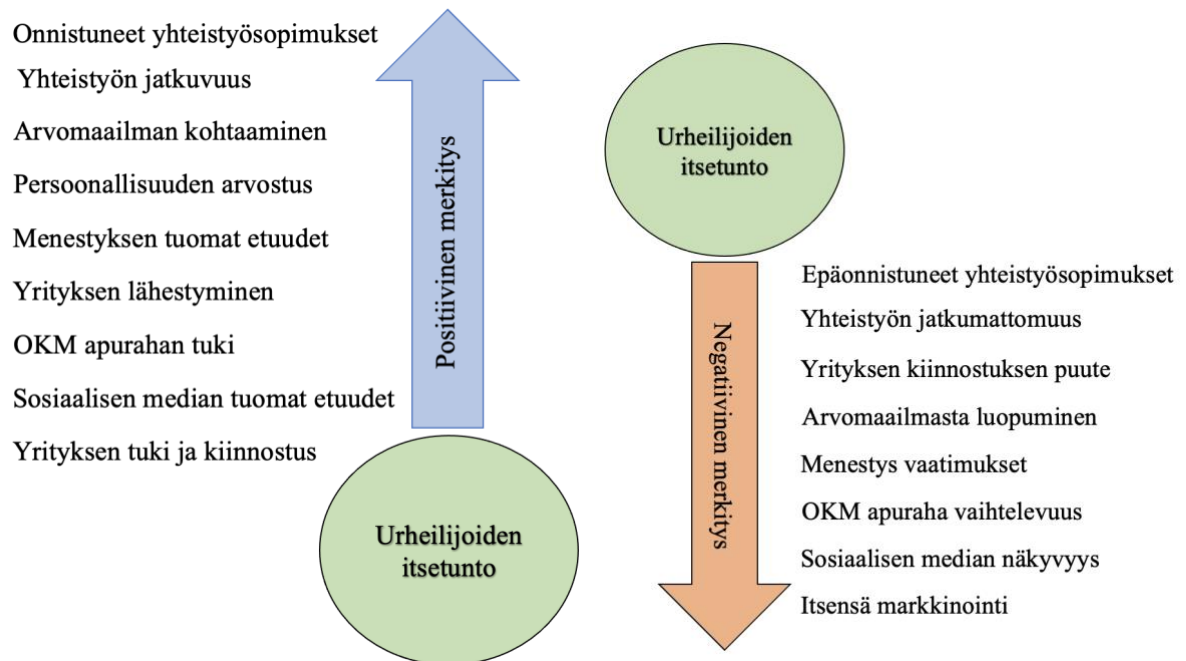 Onnistuneet yhteistyösopimukset
Yhteistyön jatkuvuus
Arvomaailman kohtaaminen
Persoonallisuuden arvostus
Menestyksen tuomat etuudet
Yrityksen lähestyminen
OKM apurahan tuki
Sosiaalisen median tuomat etuudet
Yrityksen tuki ja kiinnostus
Positiivinen merkitys
Urheilijoiden
itsetunto
Urheilijoiden
itsetunto
Negatiivinen merkitys
Epäonnistuneet yhteistyösopimukset
Yhteistyön jatkumattomuus
Yrityksen kiinnostuksen puute
Arvomaailmasta luopuminen
Menestys vaatimukset
OKM apuraha vaihtelevuus
Sosiaalisen median näkyvyys
Itsensä markkinointi